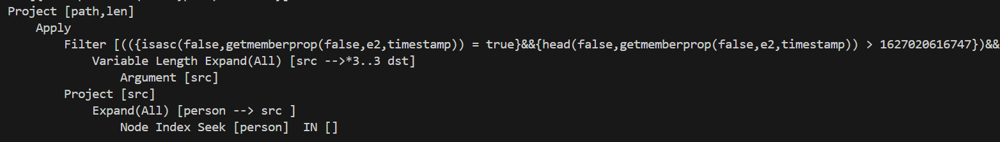 Project [path,len]
Apply
Filter [(({isasc(false,getmemberprop(false,e2,timestamp)) = true}&&{head(false,getmemberprop(false,e2,timestamp)) > 1627020616747})&&
Variable Length Expand(All) [src -->*3..3 dst]
Argument [src]
Project [src]
Expand(All) [person --> src ]
Node Index Seek [person]  IN []